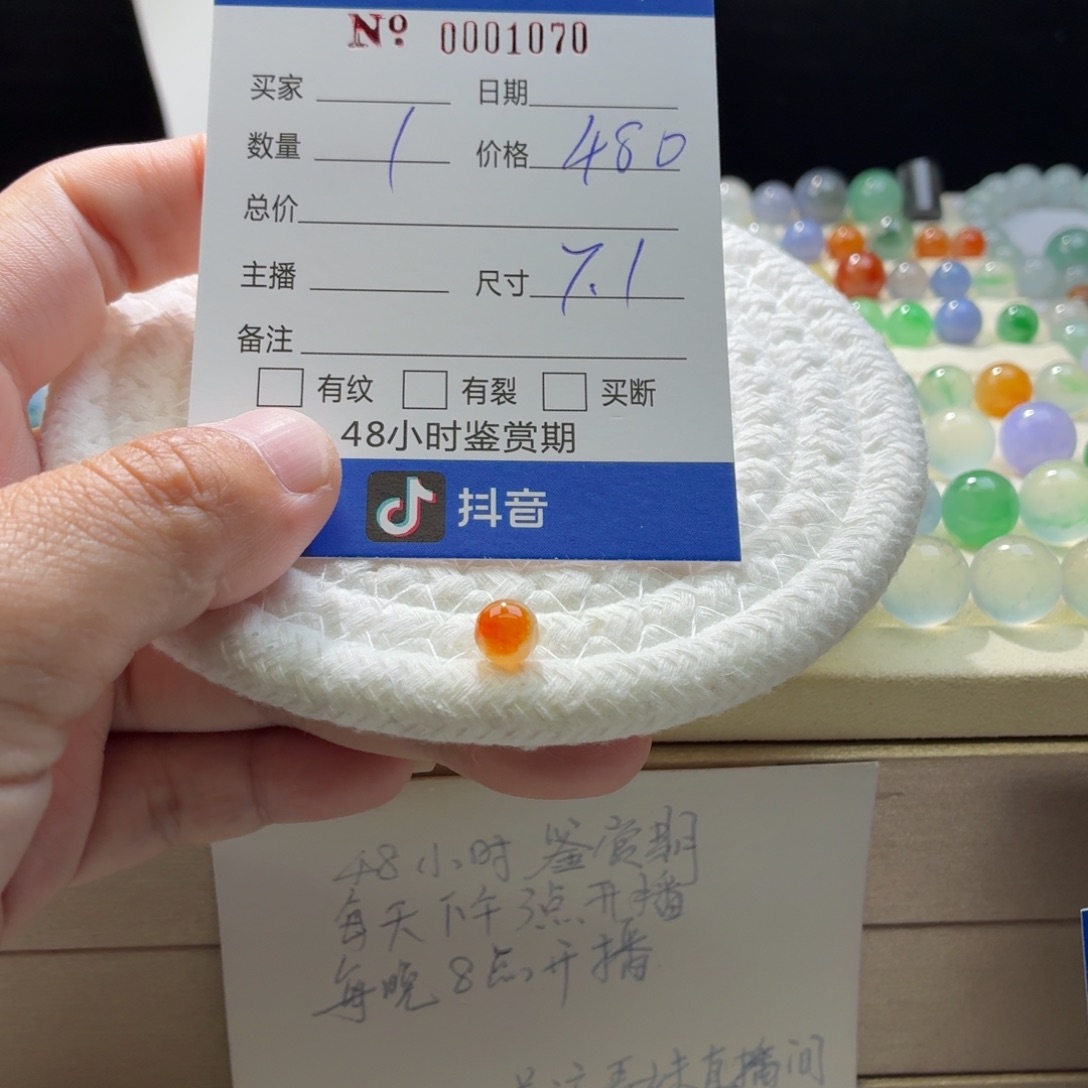 Nº 0001070
买家 日期
数量 1 价格 480
总价
主播 尺寸 7.1
备注
有纹 有裂 买断
48小时鉴赏期
抖音
48小时鉴赏期
每天下午3点开播
每晚8点开播
直播间